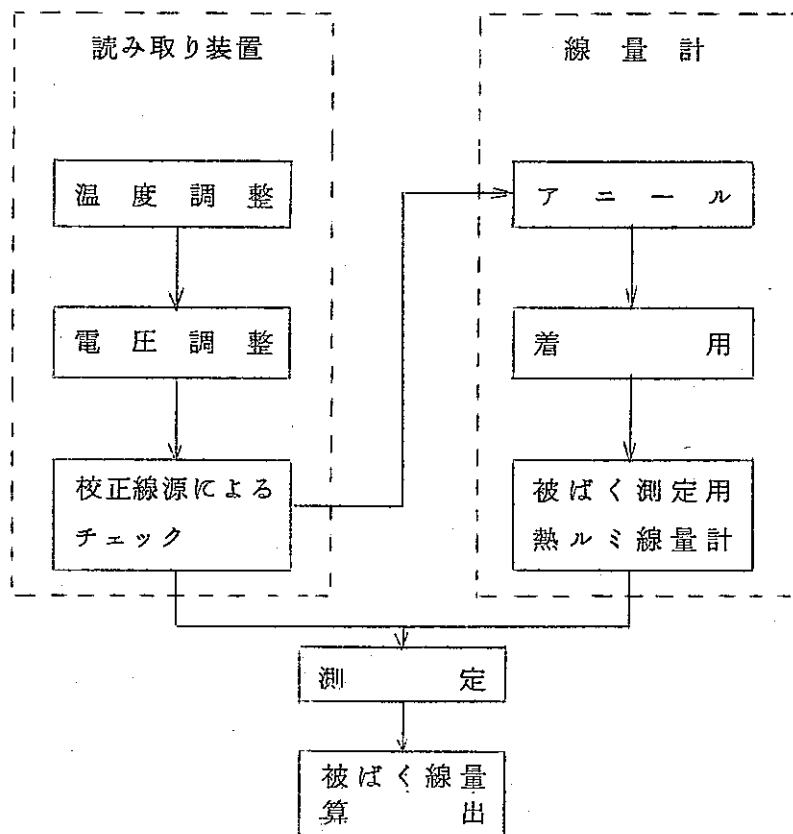 読み取り装置
温度調整
電圧調整
校正線源による
チェック
線量計
アニール
着用
被ばく測定用
熱ルミ線量計
測定
被ばく線量
算出